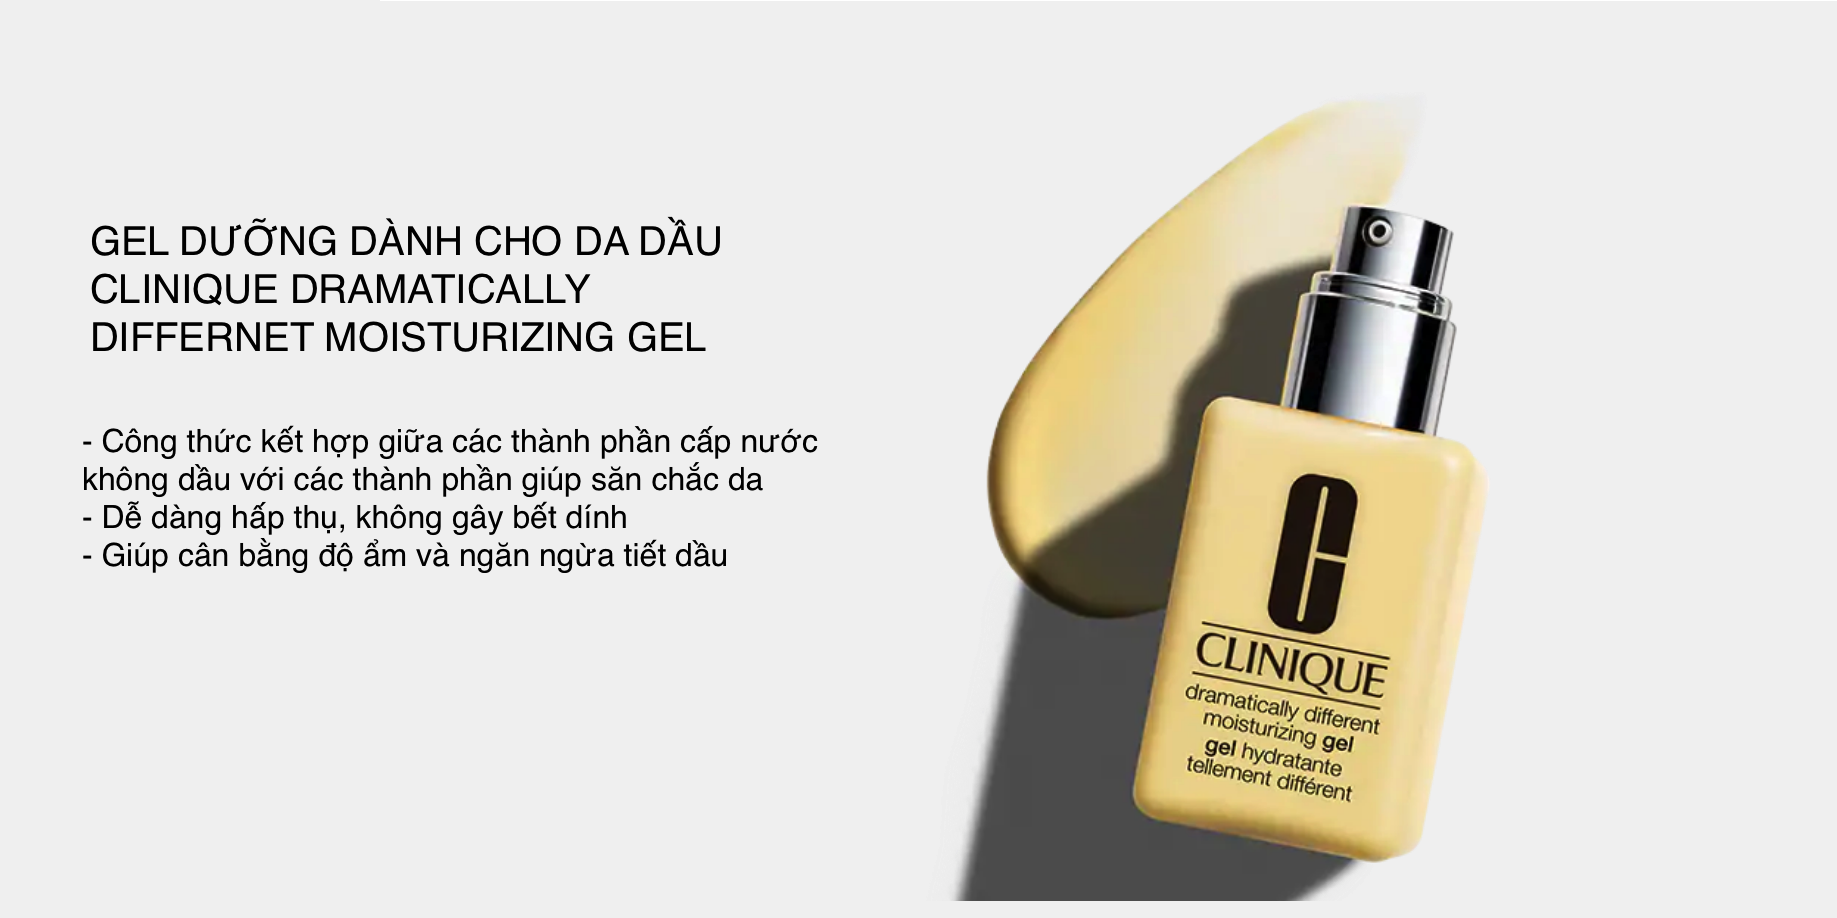 GEL DƯỠNG DÀNH CHO DA DẦU
CLINIQUE DRAMATICALLY
DIFFERNET MOISTURIZING GEL
- Công thức kết hợp giữa các thành phần cấp nước
không dầu với các thành phần giúp săn chắc da
- Dễ dàng hấp thụ, không gây bết dính
- Giúp cân bằng độ ẩm và ngăn ngừa tiết dầu
CLINIQUE
dramatically different
moisturizing gel
gel hydratante
tellement différent